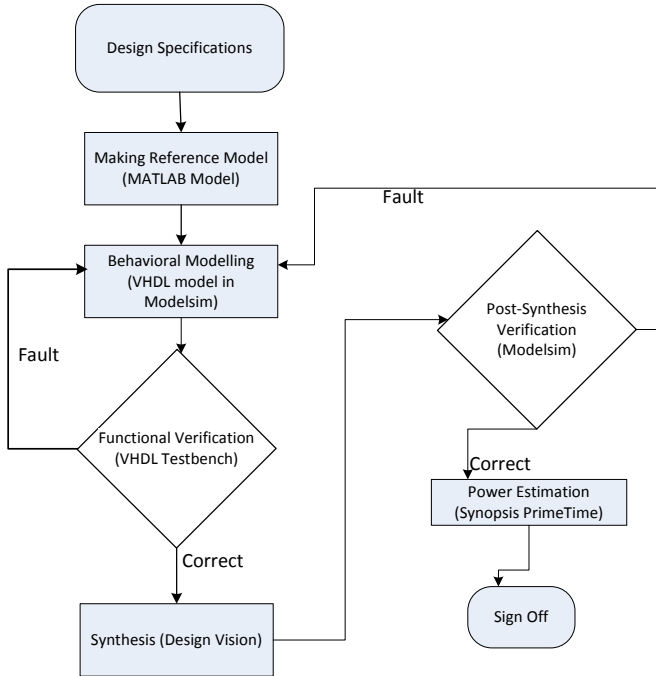 Design Specifications
Making Reference Model
(MATLAB Model)
Fault
Behavioral Modelling
(VHDL model in
Modelsim)
Post-Synthesis
Verification
(Modelsim)
Fault
Functional Verification
(VHDL Testbench)
Correct
Correct
Power Estimation
(Synopsis PrimeTime)
Synthesis (Design Vision)
Sign Off